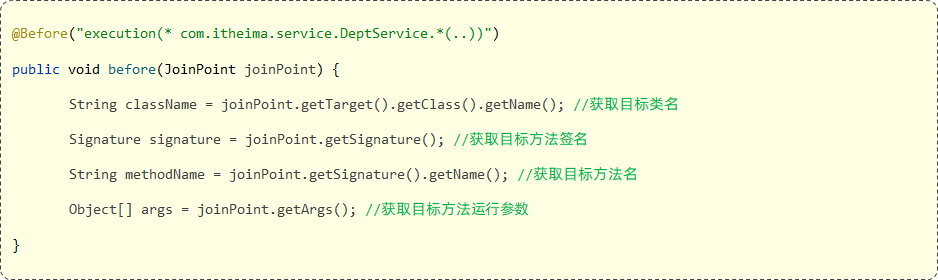 @Before("execution(* com.itheima.service.DeptService.*(..))")
public void before(JoinPoint joinPoint) {
String className = joinPoint.getTarget().getClass().getName(); //获取目标类名
Signature signature = joinPoint.getSignature(); //获取目标方法签名
String methodName = joinPoint.getSignature().getName(); //获取目标方法名
Object[] args = joinPoint.getArgs(); //获取目标方法运行参数
}